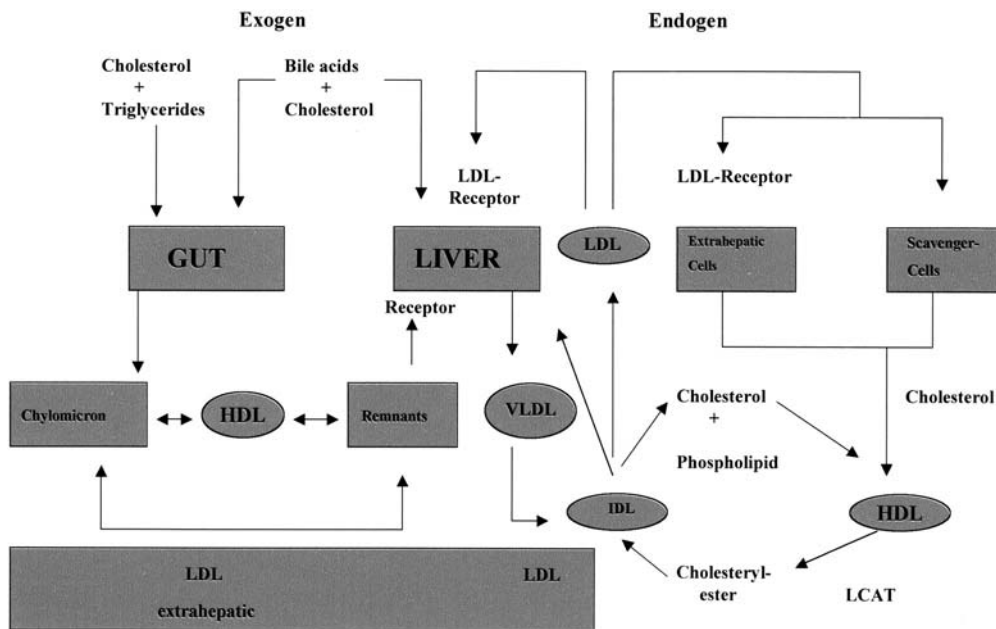 Exogen
Endogen
Cholesterol
+
Triglycerides
Bile acids
+
Cholesterol
LDL-
Receptor
LDL-Receptor
GUT
LIVER
LDL
Extrahepatic
Cells
Scavenger-
Cells
Receptor
Chylomicron
HDL
Remnants
VLDL
Cholesterol
+
Phospholipid
Cholesterol
IDL
HDL
LDL
extrahepatic
LDL
Cholesteryl-
ester
LCAT